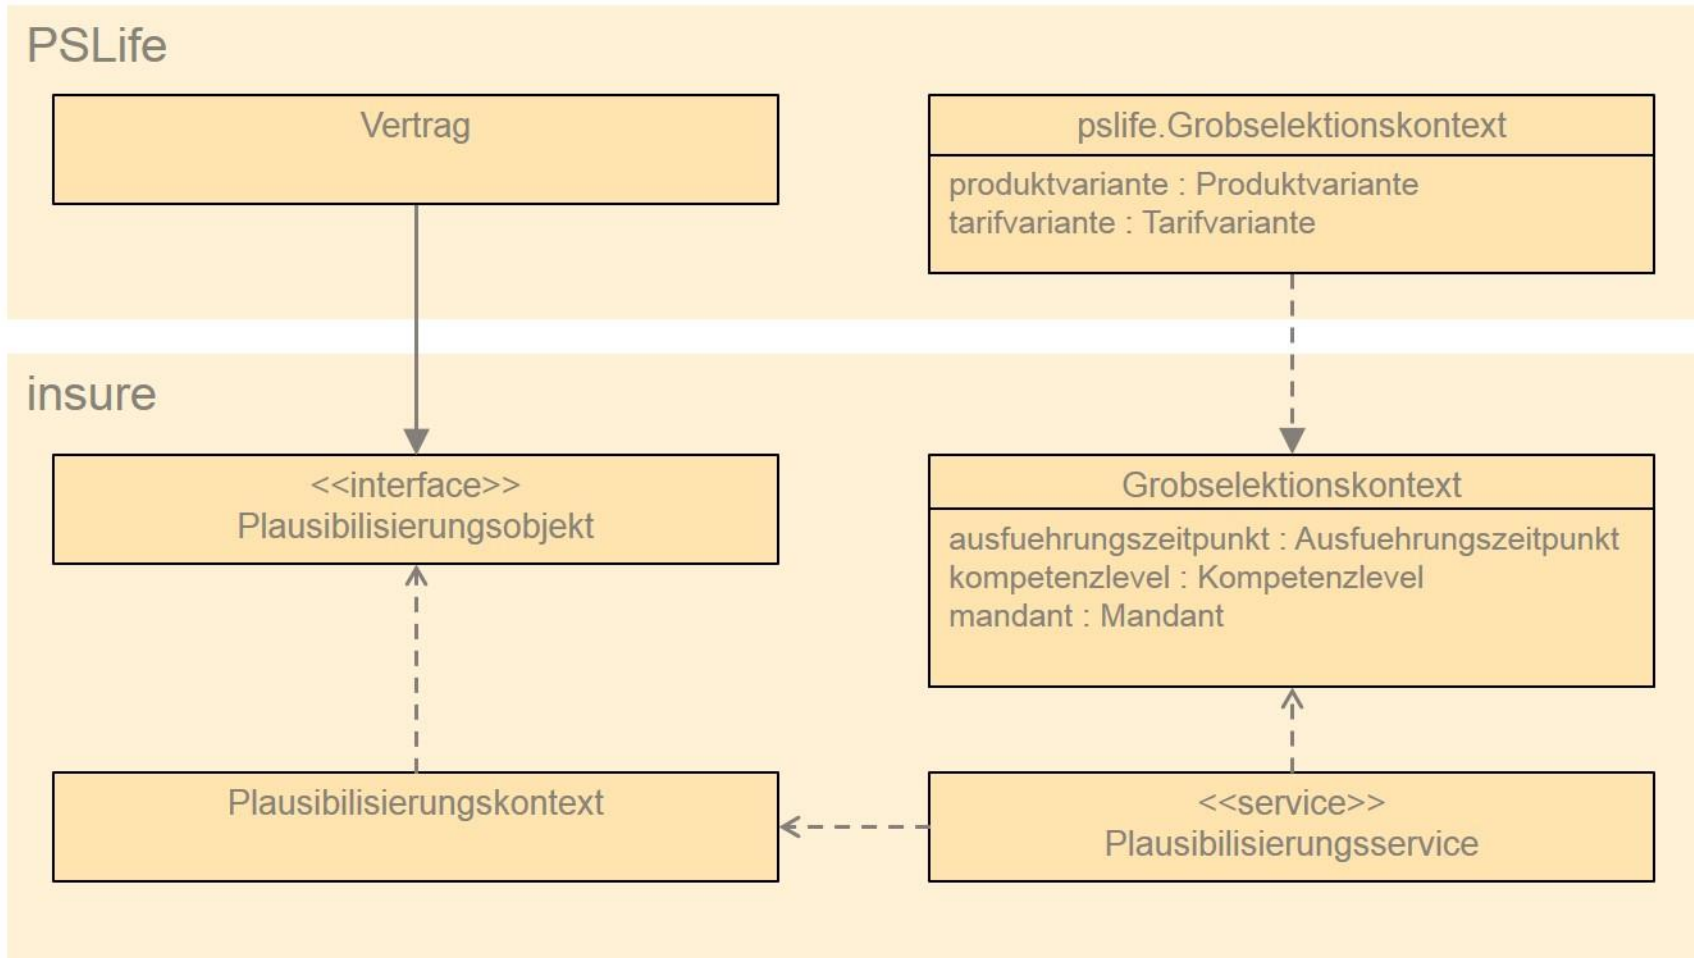 PSLife
Vertrag
pslife.Grobselektionskontext
produktvariante : Produktvariante
tarifvariante : Tarifvariante
insure
<<interface>>
Plausibilisierungsobjekt
Grobselektionskontext
ausfuehrungszeitpunkt : Ausfuehrungszeitpunkt
kompetenzlevel : Kompetenzlevel
mandant : Mandant
Plausibilisierungskontext
<<service>>
Plausibilisierungsservice